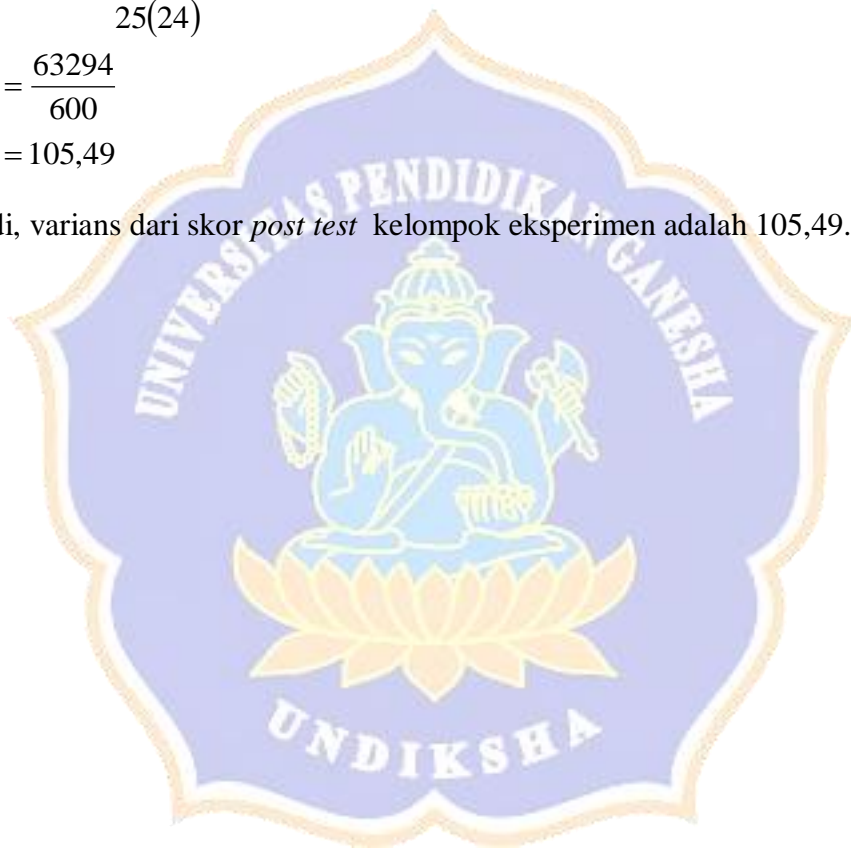 25(24)
= 63294
600
= 105,49
di, varians dari skor post test kelompok eksperimen adalah 105,49.
UNIVERSITAS PENDIDIKAN GANESHA
UNDIKSHA